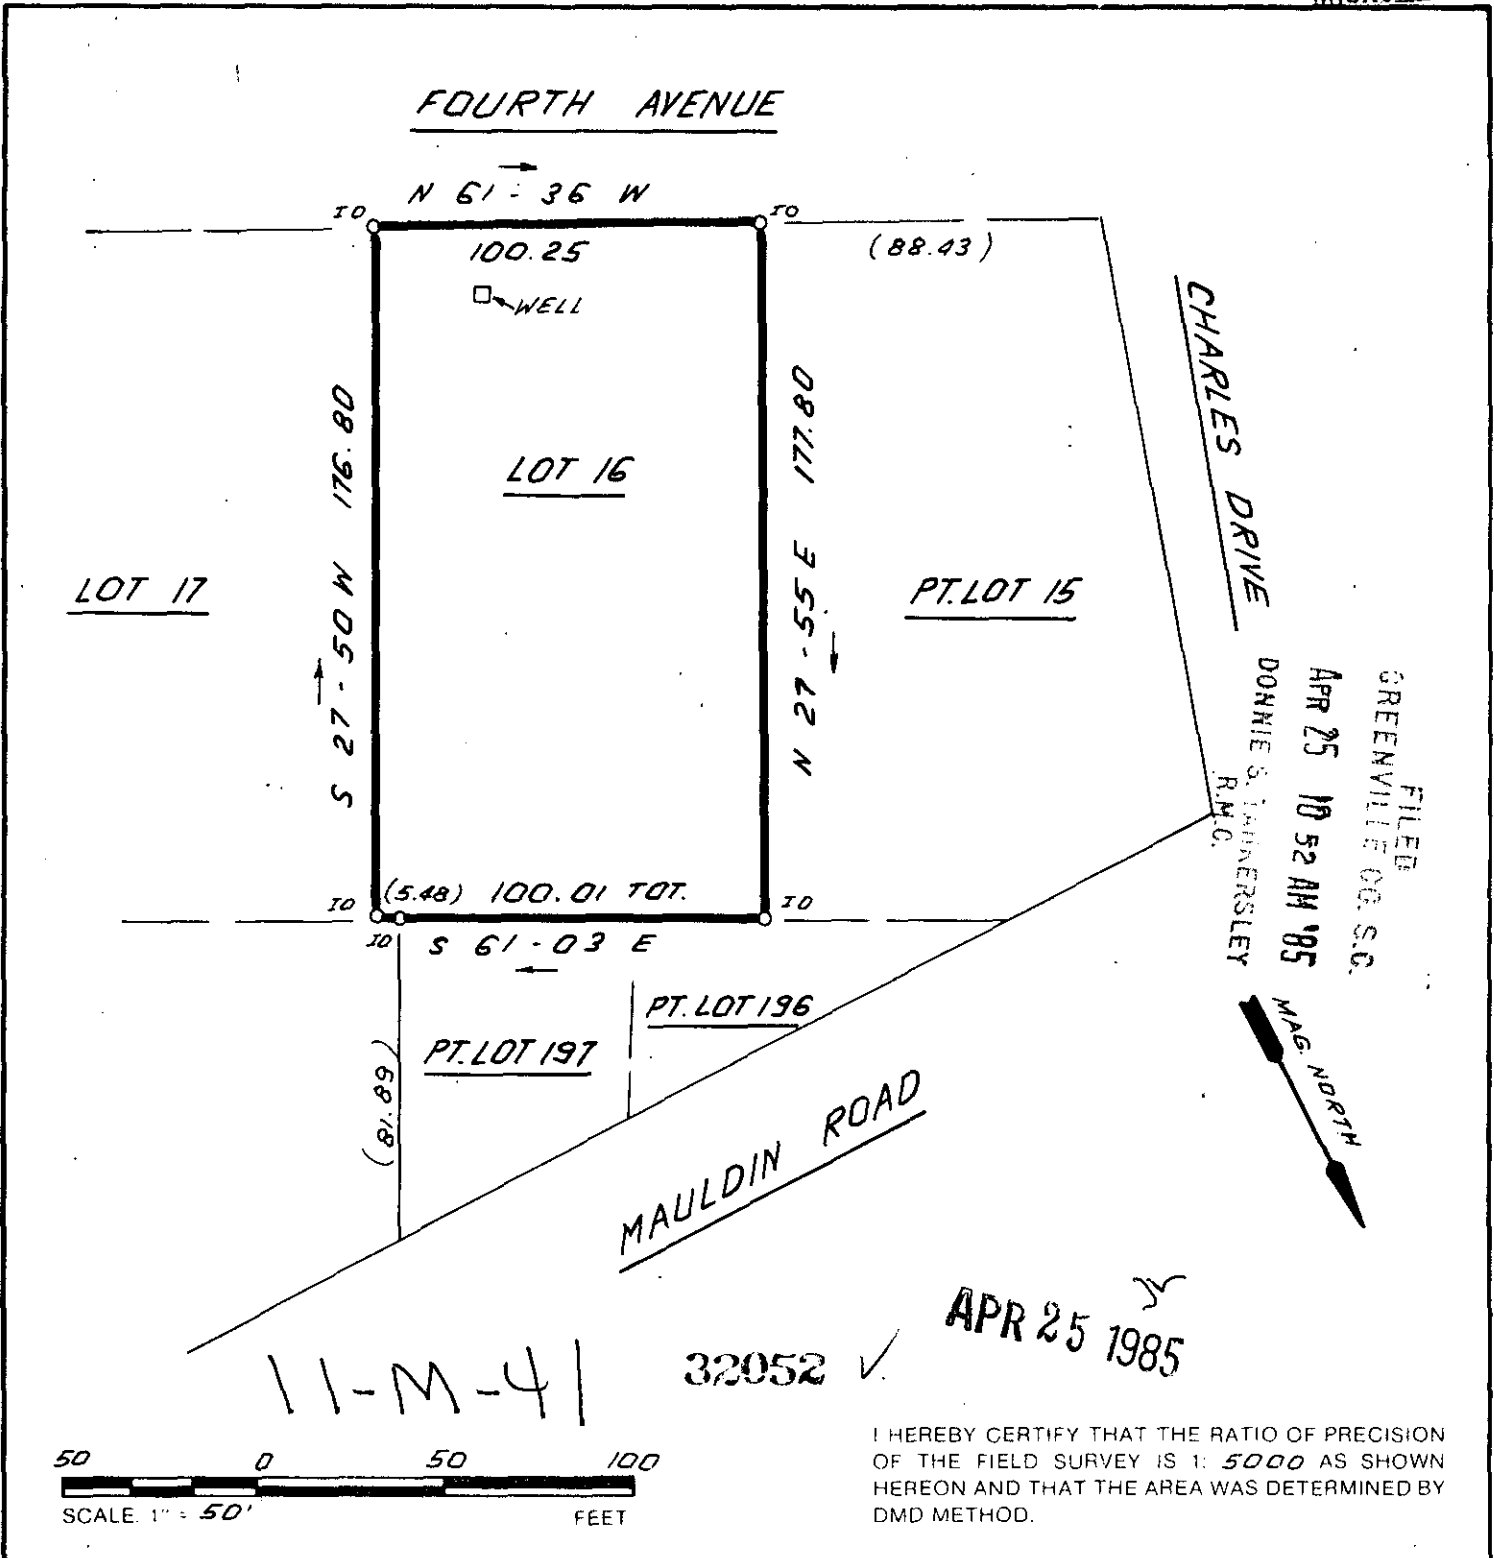 FOURTH AVENUE
N 61-36 W
IO
IO
100.25
(88.43)
WELL
CHARLES DRIVE
S 27-50 W 176.80
N 27-55 E 177.80
LOT 16
LOT 17
PT. LOT 15
FILED
GREENVILLE CO. S.C.
APR 25 10 52 AM '85
DONNIE S. TANKERSLEY
R.M.C.
IO
(5.48) 100.01 TOT.
IO
IO
S 61-03 E
PT. LOT 196
PT. LOT 197
(81.89)
MAG. NORTH
MAULDIN ROAD
APR 25 1985
11-M-41
32052
50 0 50 100
SCALE 1" = 50' FEET
I HEREBY CERTIFY THAT THE RATIO OF PRECISION
OF THE FIELD SURVEY IS 1: 5000 AS SHOWN
HEREON AND THAT THE AREA WAS DETERMINED BY
DMD METHOD.